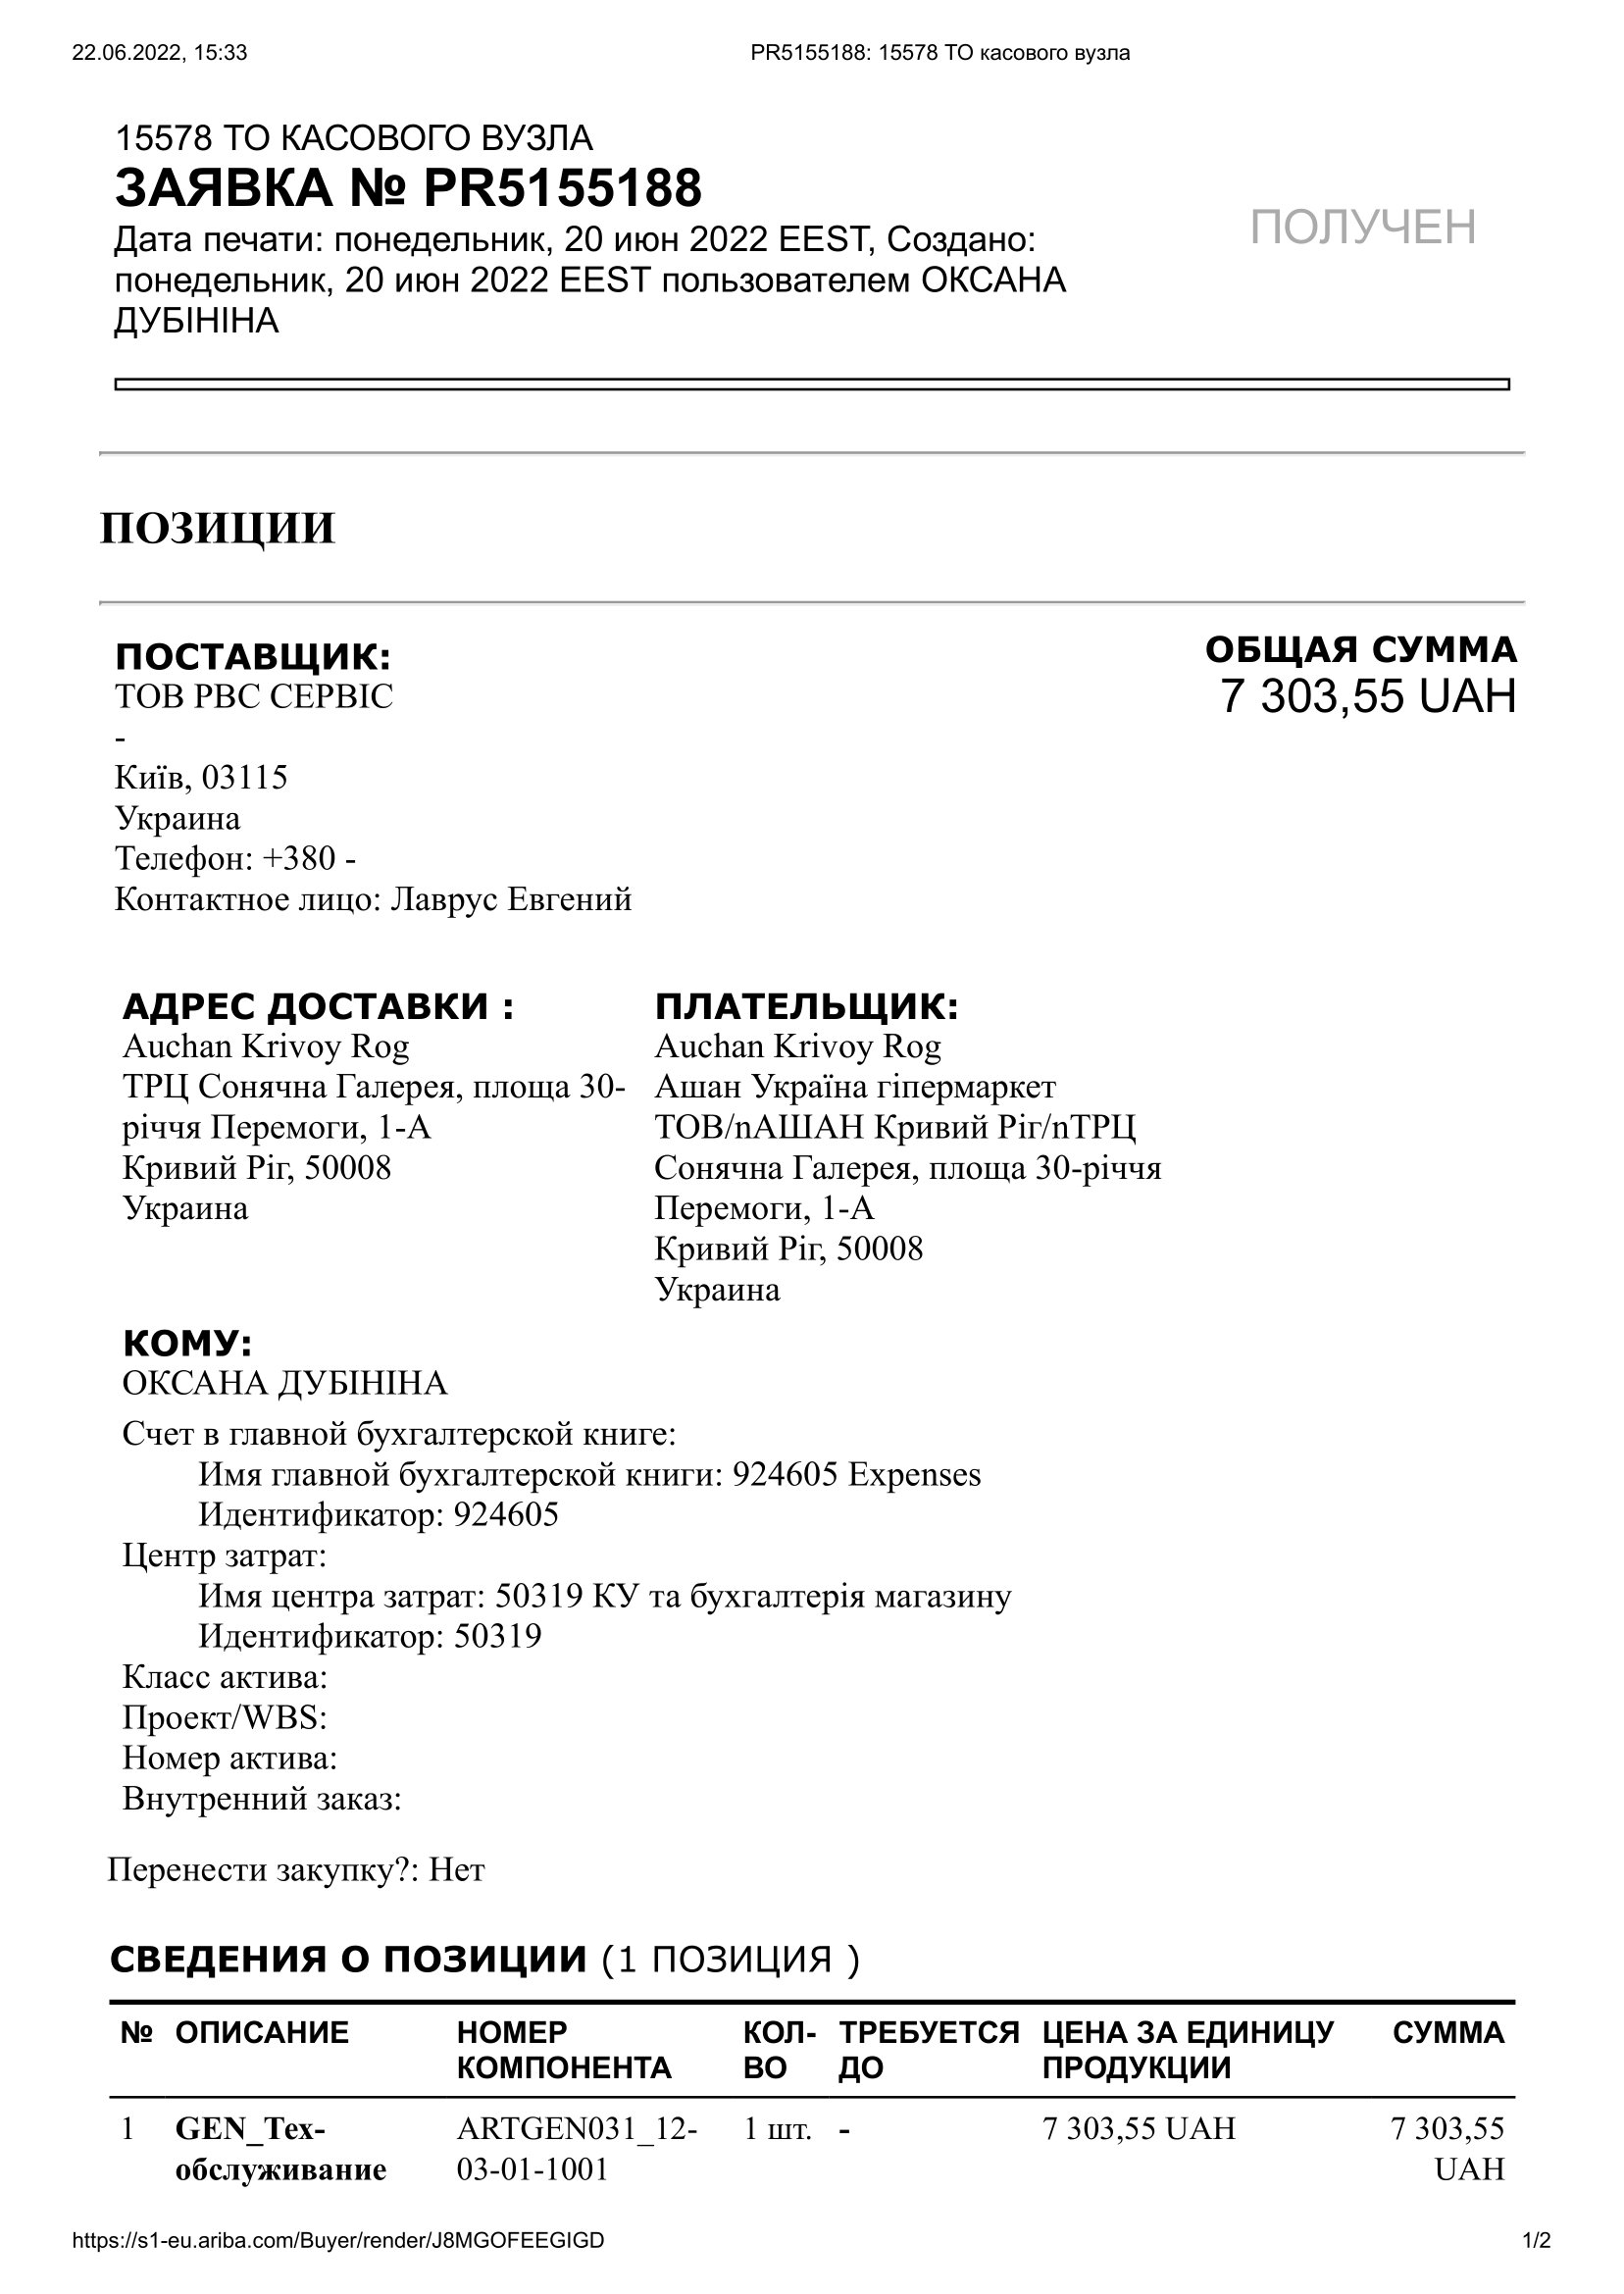 22.06.2022, 15:33
PR5155188: 15578 ТО касового вузла
15578 ТО КАСОВОГО ВУЗЛА
ЗАЯВКА № PR5155188
Дата печати: понедельник, 20 июн 2022 EEST, Создано:
понедельник, 20 июн 2022 EEST пользователем ОКСАНА
ДУБІНІНА
ПОЛУЧЕН
ПОЗИЦИИ
ПОСТАВЩИК:
ТОВ РВС СЕРВІС
-
Київ, 03115
Украина
Телефон: +380 -
Контактное лицо: Лаврус Евгений
ОБЩАЯ СУММА
7 303,55 UAH
АДРЕС ДОСТАВКИ :
Auchan Krivoy Rog
ТРЦ Сонячна Галерея, площа 30-
річчя Перемоги, 1-А
Кривий Ріг, 50008
Украина
ПЛАТЕЛЬЩИК:
Auchan Krivoy Rog
Ашан Україна гіпермаркет
ТОВ/nАШАН Кривий Ріг/nТРЦ
Сонячна Галерея, площа 30-річчя
Перемоги, 1-А
Кривий Ріг, 50008
Украина
КОМУ:
ОКСАНА ДУБІНІНА
Счет в главной бухгалтерской книге:
Имя главной бухгалтерской книги: 924605 Expenses
Идентификатор: 924605
Центр затрат:
Имя центра затрат: 50319 КУ та бухгалтерія магазину
Идентификатор: 50319
Класс актива:
Проект/WBS:
Номер актива:
Внутренний заказ:
Перенести закупку?: Нет
СВЕДЕНИЯ О ПОЗИЦИИ (1 ПОЗИЦИЯ )
№ ОПИСАНИЕ НОМЕР КОЛ- ТРЕБУЕТСЯ ЦЕНА ЗА ЕДИНИЦУ СУММА
КОМПОНЕНТА ВО ДО ПРОДУКЦИИ
1 GEN_Тех- ARTGEN031_12- 1 шт. - 7 303,55 UAH 7 303,55
обслуживание 03-01-1001 UAH
https://s1-eu.ariba.com/Buyer/render/J8MGOFEEGIGD
1/2